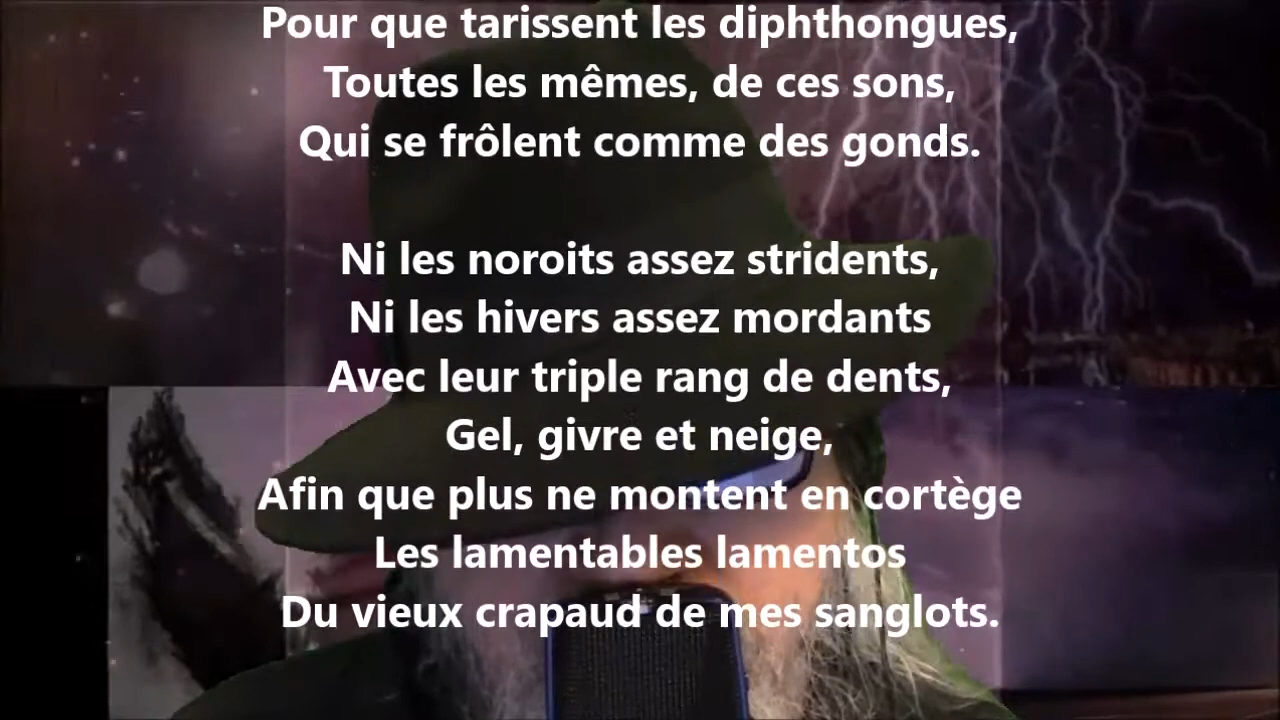 Pour que tarissent les diphthongues,
Toutes les mêmes, de ces sons,
Qui se frôlent comme des gonds.
Ni les noroits assez stridents,
Ni les hivers assez mordants
Avec leur triple rang de dents,
Gel, givre et neige,
Afin que plus ne montent en cortège
Les lamentables lamentos
Du vieux crapaud de mes sanglots.